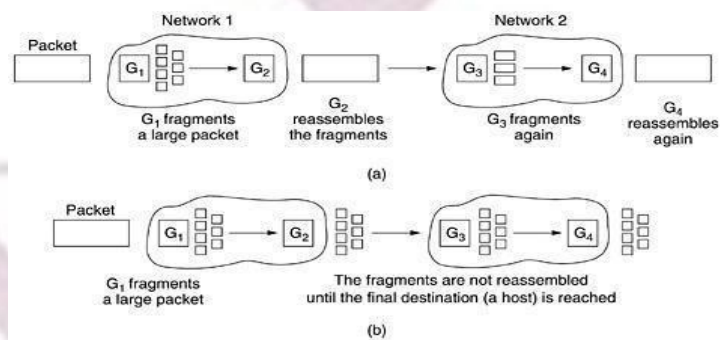 Network 1
Network 2
Packet
G1
G2
G3
G4
G1 fragments
a large packet
G2
reassembles
the fragments
G3 fragments
again
G4
reassembles
again
(a)
Packet
G1
G2
G3
G4
G1 fragments
a large packet
The fragments are not reassembled
until the final destination (a host) is reached
(b)